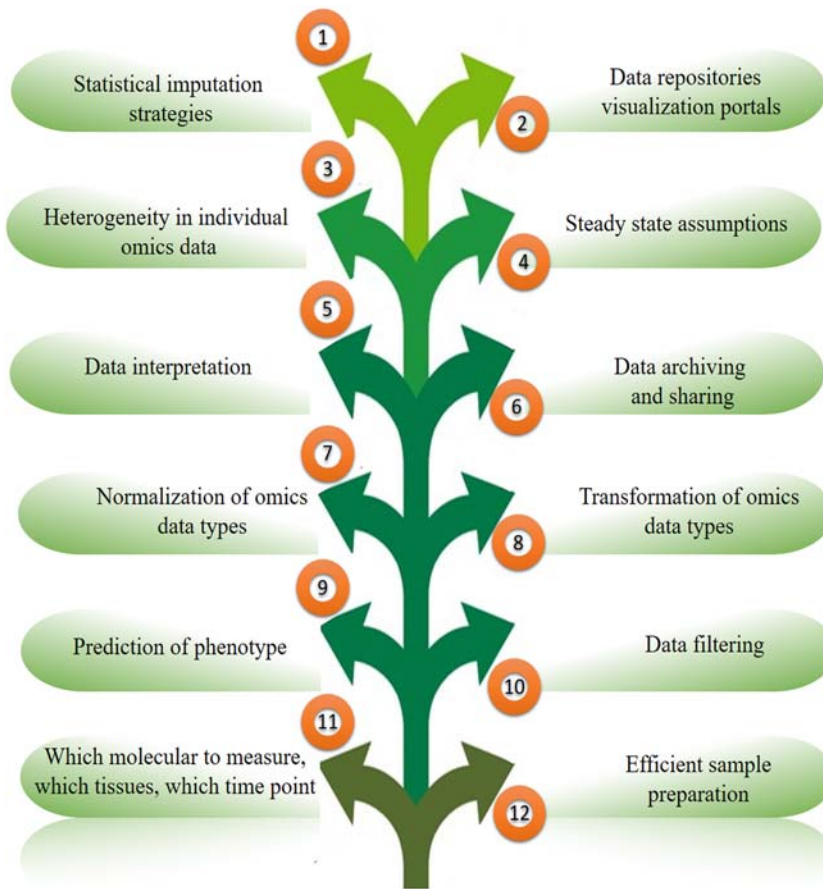 1
Statistical imputation
strategies
Data repositories
visualization portals
2
3
Heterogeneity in individual
omics data
Steady state assumptions
4
5
Data interpretation
Data archiving
and sharing
6
7
Normalization of omics
data types
Transformation of omics
data types
8
9
Prediction of phenotype
Data filtering
10
11
Which molecular to measure,
which tissues, which time point
Efficient sample
preparation
12